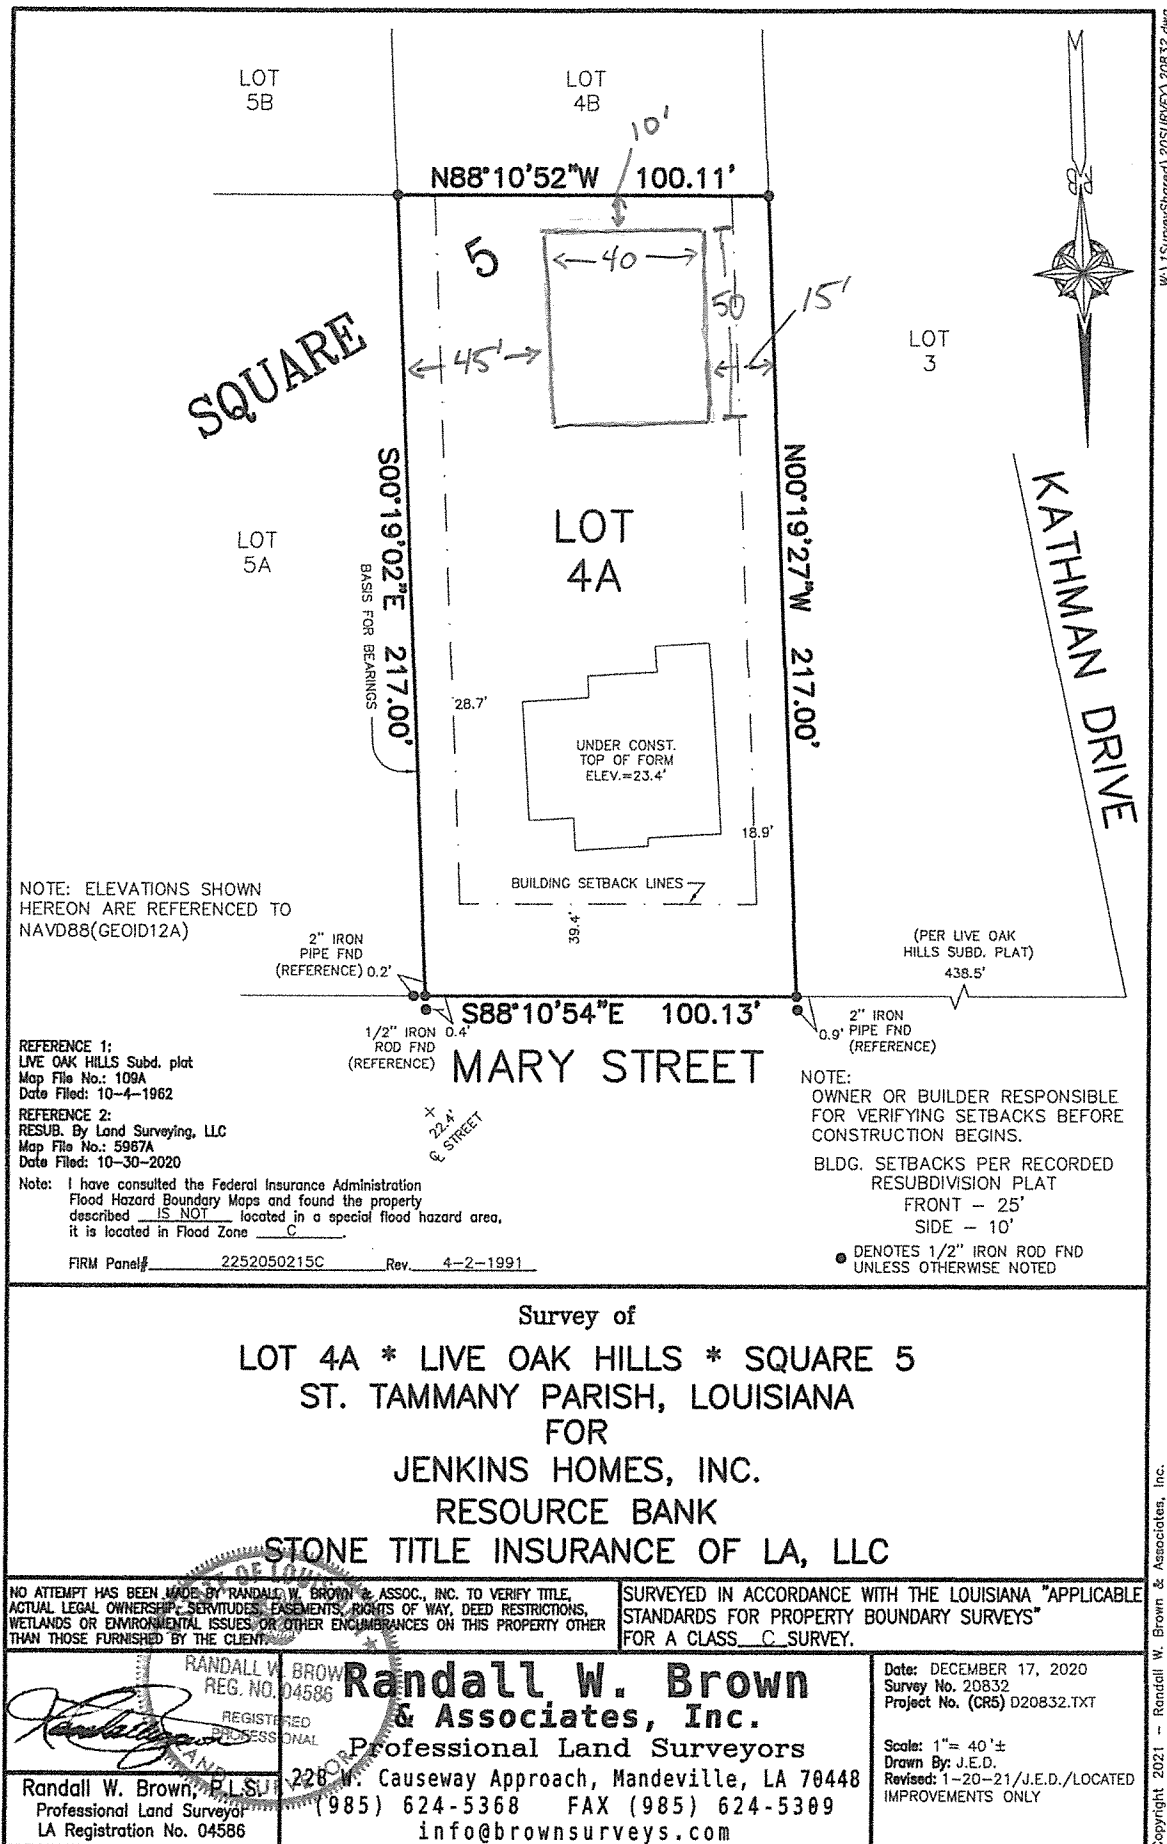 LOT
5B
LOT
4B
10'
N88°10'52"W 100.11'
5
SQUARE
←40→
50
15'
←45'→
LOT
3
S00°19'02"E 217.00'
BASIS FOR BEARINGS
N00°19'27"W 217.00'
LOT
5A
LOT
4A
KATHMAN DRIVE
28.7'
UNDER CONST.
TOP OF FORM
ELEV.=23.4'
18.9'
BUILDING SETBACK LINES
39.4'
NOTE: ELEVATIONS SHOWN
HEREON ARE REFERENCED TO
NAVD88(GEOID12A)
2" IRON
PIPE FND
(REFERENCE) 0.2'
(PER LIVE OAK
HILLS SUBD. PLAT)
438.5'
S88°10'54"E 100.13'
1/2" IRON 0.4'
ROD FND
(REFERENCE)
0.9'
2" IRON
PIPE FND
(REFERENCE)
MARY STREET
22.4'
℄ STREET
REFERENCE 1:
LIVE OAK HILLS Subd. plat
Map File No.: 109A
Date Filed: 10-4-1962
REFERENCE 2:
RESUB. By Land Surveying, LLC
Map File No.: 5987A
Date Filed: 10-30-2020
Note: I have consulted the Federal Insurance Administration
Flood Hazard Boundary Maps and found the property
described IS NOT located in a special flood hazard area,
it is located in Flood Zone C.
FIRM Panel# 2252050215C Rev. 4-2-1991
NOTE:
OWNER OR BUILDER RESPONSIBLE
FOR VERIFYING SETBACKS BEFORE
CONSTRUCTION BEGINS.
BLDG. SETBACKS PER RECORDED
RESUBDIVISION PLAT
FRONT - 25'
SIDE - 10'
● DENOTES 1/2" IRON ROD FND
UNLESS OTHERWISE NOTED
Survey of
LOT 4A * LIVE OAK HILLS * SQUARE 5
ST. TAMMANY PARISH, LOUISIANA
FOR
JENKINS HOMES, INC.
RESOURCE BANK
STONE TITLE INSURANCE OF LA, LLC
NO ATTEMPT HAS BEEN MADE BY RANDALL W. BROWN & ASSOC., INC. TO VERIFY TITLE,
ACTUAL LEGAL OWNERSHIP, SERVITUDES, EASEMENTS, RIGHTS OF WAY, DEED RESTRICTIONS,
WETLANDS OR ENVIRONMENTAL ISSUES OR OTHER ENCUMBRANCES ON THIS PROPERTY OTHER
THAN THOSE FURNISHED BY THE CLIENT.
SURVEYED IN ACCORDANCE WITH THE LOUISIANA "APPLICABLE
STANDARDS FOR PROPERTY BOUNDARY SURVEYS"
FOR A CLASS C SURVEY.
RANDALL W. BROWN
REG. NO. 04586
REGISTERED
PROFESSIONAL
LAND SURVEYOR
Randall W. Brown, P.L.S.
Professional Land Surveyor
LA Registration No. 04586
Randall W. Brown
& Associates, Inc.
Professional Land Surveyors
228 W. Causeway Approach, Mandeville, LA 70448
(985) 624-5368 FAX (985) 624-5309
info@brownsurveys.com
Date: DECEMBER 17, 2020
Survey No. 20832
Project No. (CR5) D20832.TXT
Scale: 1"= 40'±
Drawn By: J.E.D.
Revised: 1-20-21/J.E.D./LOCATED
IMPROVEMENTS ONLY
Copyright 2021 - Randall W. Brown & Associates, Inc.